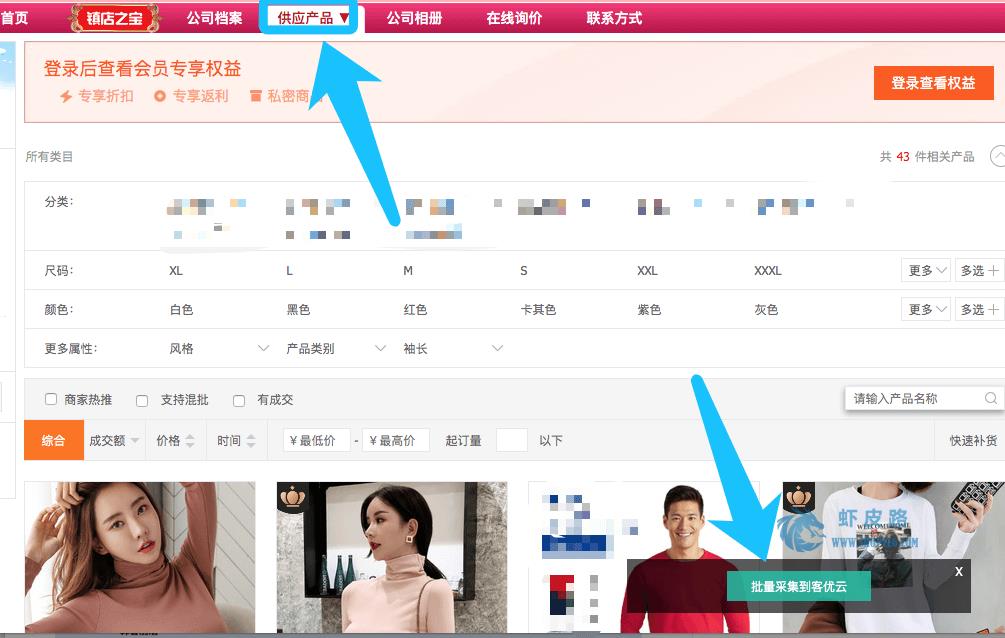 首页 镇店之宝 公司档案 供应产品▼ 公司相册 在线询价 联系方式
登录后查看会员专享权益
专享折扣 专享返利 私密商
登录查看权益
所有类目 共 43 件相关产品
分类:
尺码: XL L M S XXL XXXL 更多 多选
颜色: 白色 黑色 红色 卡其色 紫色 灰色 更多 多选
更多属性: 风格 产品类别 袖长
商家热推 支持混批 有成交 请输入产品名称
综合 成交额 价格 时间 ¥ 最低价 - ¥ 最高价 起订量 以下 快速补货
虾皮路
WELCOME HOME
批量采集到客优云 X